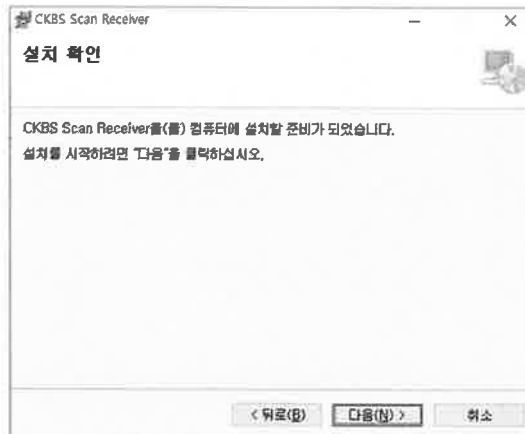 CKBS Scan Receiver
설치 확인
CKBS Scan Receiver을(를) 컴퓨터에 설치할 준비가 되었습니다.
설치를 시작하려면 "다음"을 클릭하십시오.
< 뒤로(B)
다음(N) >
취소